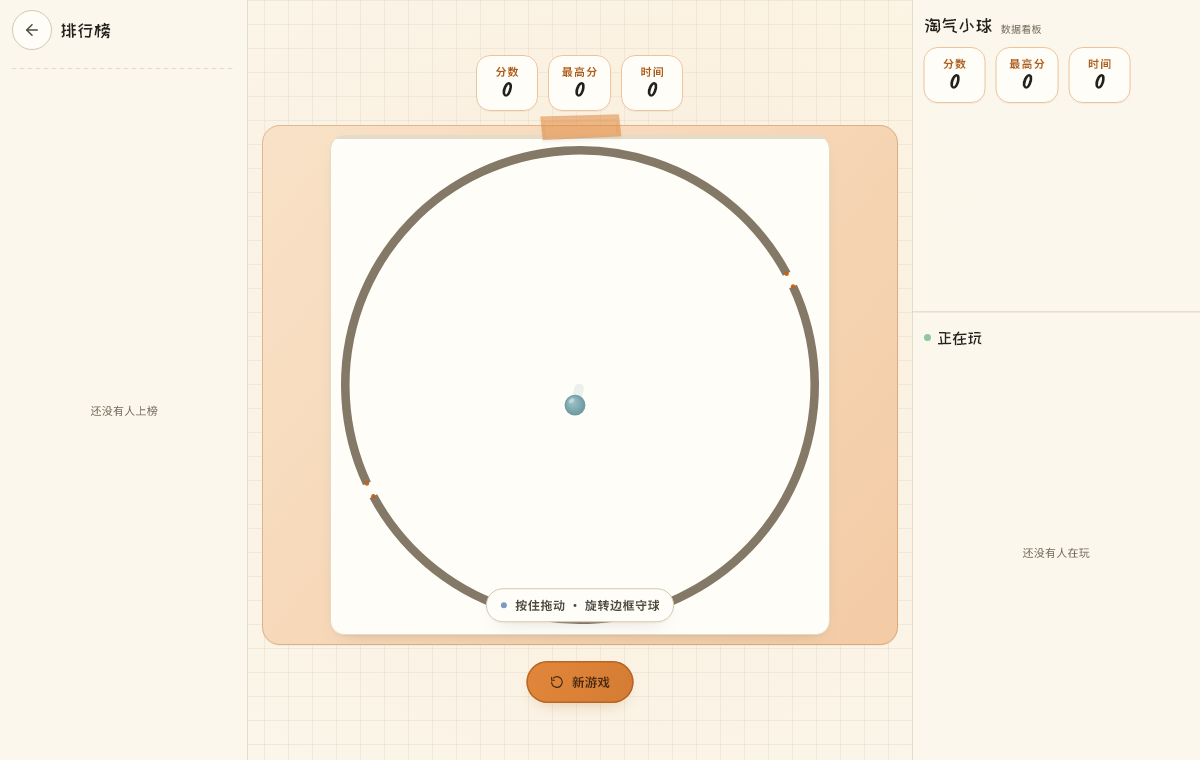 排行榜
还没有人上榜
分数
0
最高分
0
时间
0
按住拖动 · 旋转边框守球
新游戏
淘气小球 数据看板
分数
0
最高分
0
时间
0
正在玩
还没有人在玩